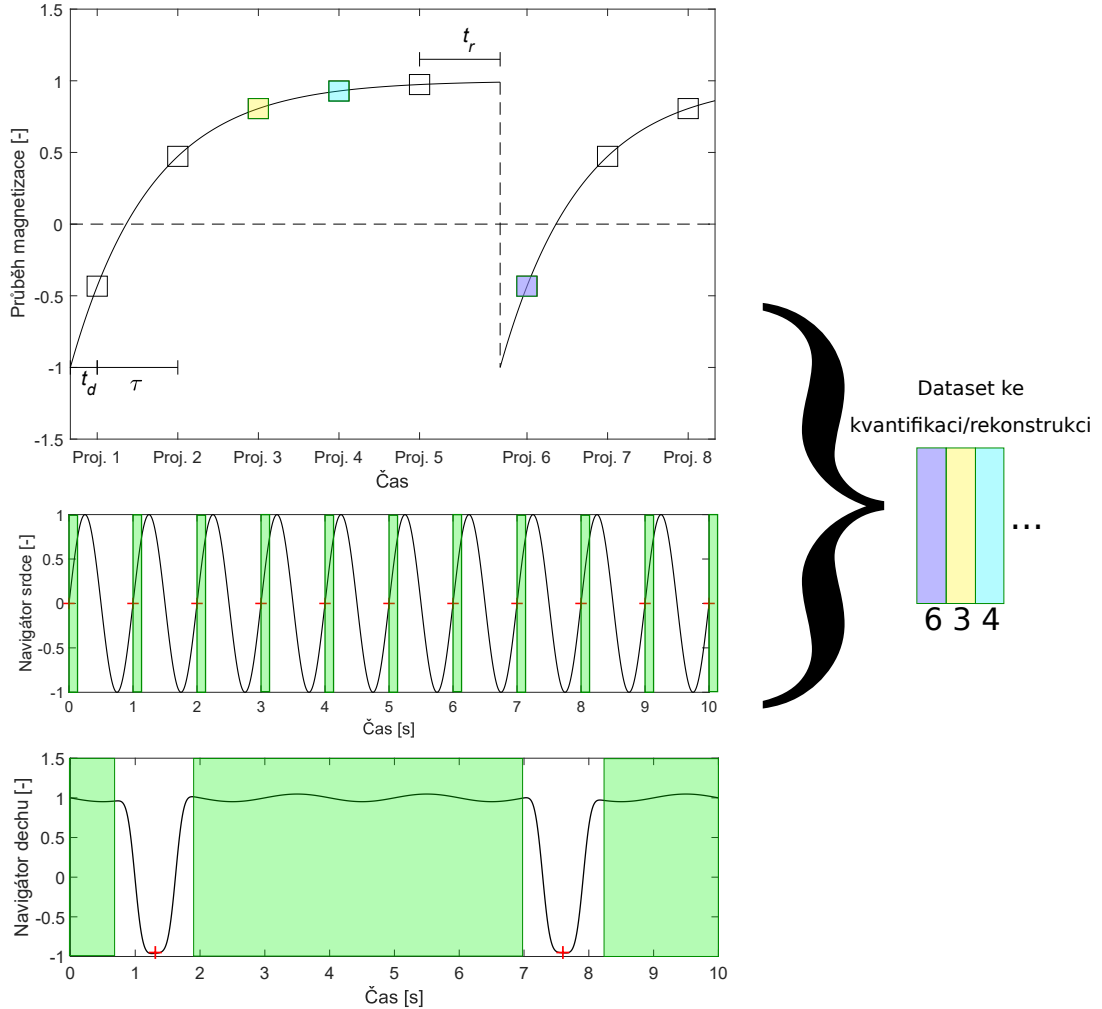 1.5
1
0.5
0
-0.5
-1
-1.5
Průběh magnetizace [-]
t_r
t_d
τ
Proj. 1 Proj. 2 Proj. 3 Proj. 4 Proj. 5 Proj. 6 Proj. 7 Proj. 8
Čas
1
0.5
0
-0.5
-1
Navigátor srdce [-]
0 1 2 3 4 5 6 7 8 9 10
Čas [s]
1.5
1
0.5
0
-0.5
-1
Navigátor dechu [-]
0 1 2 3 4 5 6 7 8 9 10
Čas [s]
Dataset ke
kvantifikaci/rekonstrukci
...
6 3 4